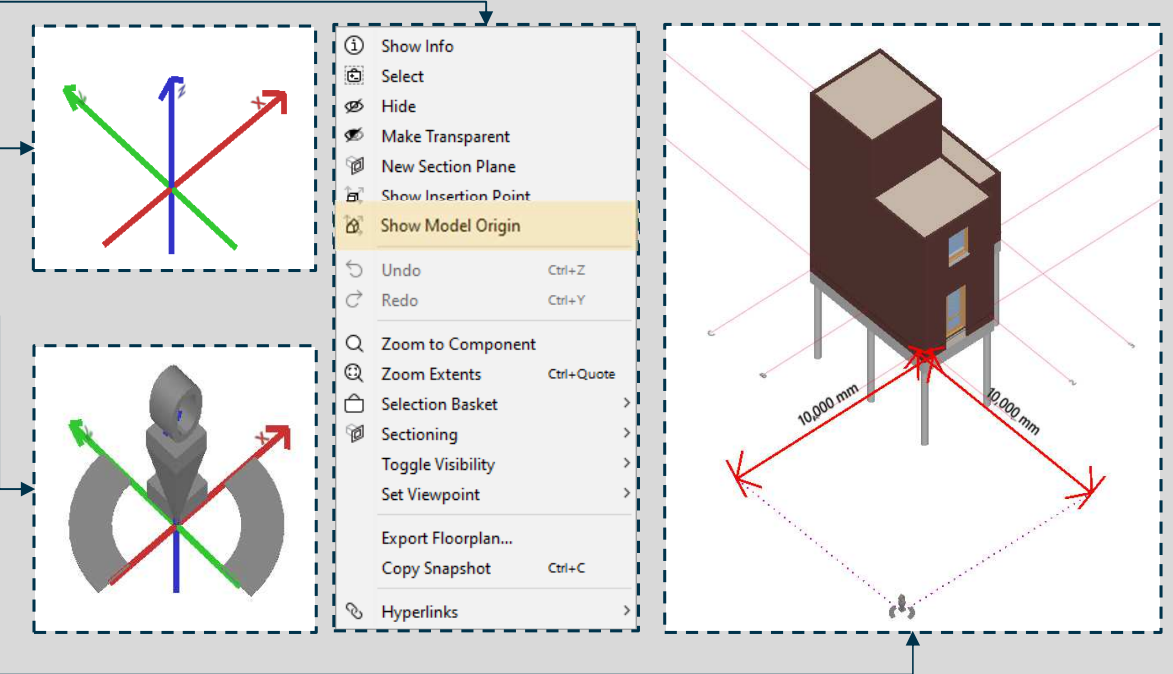 Y
Z
X
Show Info
Select
Hide
Make Transparent
New Section Plane
Show Insertion Point
Show Model Origin
Undo Ctrl+Z
Redo Ctrl+Y
Zoom to Component
Zoom Extents Ctrl+Quote
Selection Basket
Sectioning
Toggle Visibility
Set Viewpoint
Export Floorplan...
Copy Snapshot Ctrl+C
Hyperlinks
X
10,000 mm
10,000 mm